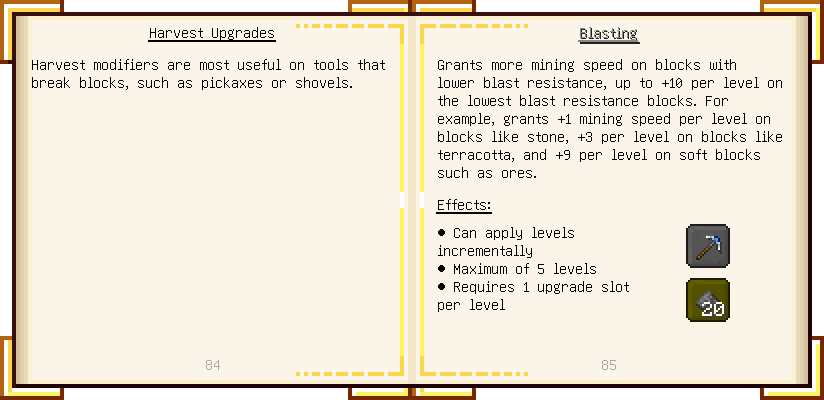 Harvest Upgrades
Harvest modifiers are most useful on tools that
break blocks, such as pickaxes or shovels.
84
Blasting
Grants more mining speed on blocks with
lower blast resistance, up to +10 per level on
the lowest blast resistance blocks. For
example, grants +1 mining speed per level on
blocks like stone, +3 per level on blocks like
terracotta, and +9 per level on soft blocks
such as ores.
Effects:
● Can apply levels
incrementally
● Maximum of 5 levels
● Requires 1 upgrade slot
per level
20
85